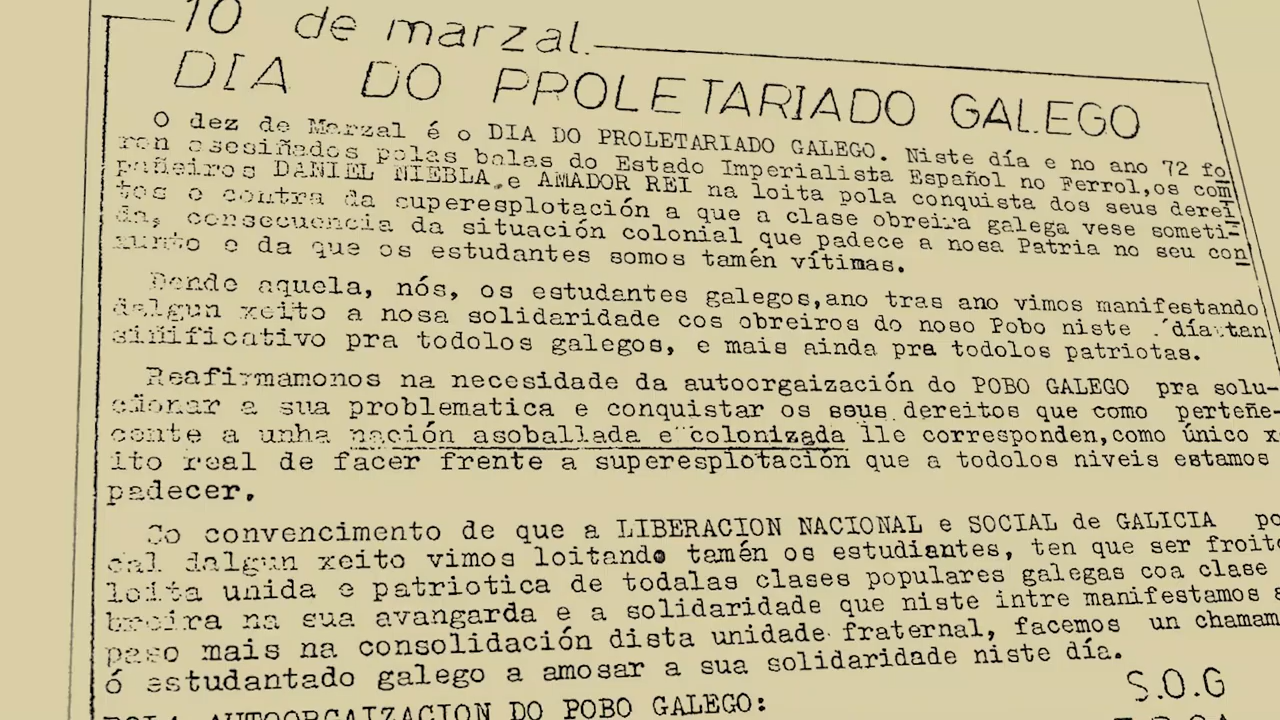 10 de marzal.
DIA DO PROLETARIADO GALEGO
O dez de Marzal é o DIA DO PROLETARIADO GALEGO. Niste día e no ano 72 fo
ron asesiñados polas balas do Estado Imperialista Español no Ferrol,os com
pañeiros DANIEL NIEBLA e AMADOR REI na loita pola conquista dos seus derei
tos e contra da superesplotación a que a clase obreira galega vese someti-
da, consecuencia da situación colonial que padece a nosa Patria no seu con
xunto e da que os estudantes somos tamén vítimas.
Dende aquela, nós, os estudantes galegos,ano tras ano vimos manifestando
dalgun xeito a nosa solidaridade cos obreiros do noso Pobo niste día tan
siñificativo pra todolos galegos, e mais ainda pra todolos patriotas.
Reafirmamonos na necesidade da autoorgaización do POBO GALEGO pra solu-
cionar a sua problematica e conquistar os seus dereitos que como perteñe-
cente a unha nación asoballada e colonizada lle corresponden,como único x
ito real de facer frente a superesplotación que a todolos niveis estamos
padecer.
Co convencimento de que a LIBERACION NACIONAL e SOCIAL de GALICIA po
cal dalgun xeito vimos loitando tamén os estudiantes, ten que ser froito
loita unida e patriotica de todalas clases populares galegas coa clase
breira na sua avangarda e a solidaridade que niste intre manifestamos
paso mais na consolidación dista unidade fraternal, facemos un chamam
ó estudantado galego a amosar a sua solidaridade niste día.
S.O.G
AUTOORGAIZACION DO POBO GALEGO: